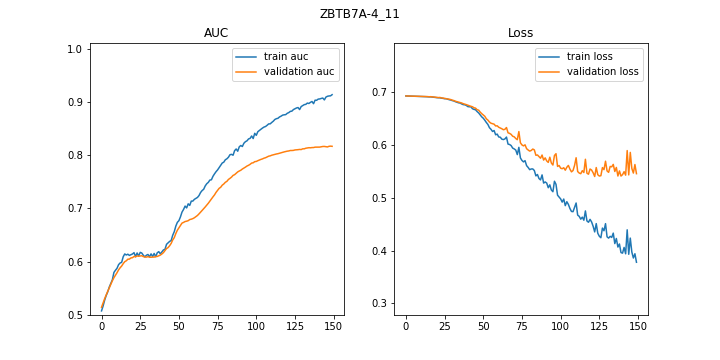 ZBTB7A-4_11
AUC
Loss
train auc
validation auc
train loss
validation loss
1.0
0.9
0.8
0.7
0.6
0.5
0.7
0.6
0.5
0.4
0.3
0 25 50 75 100 125 150
0 25 50 75 100 125 150